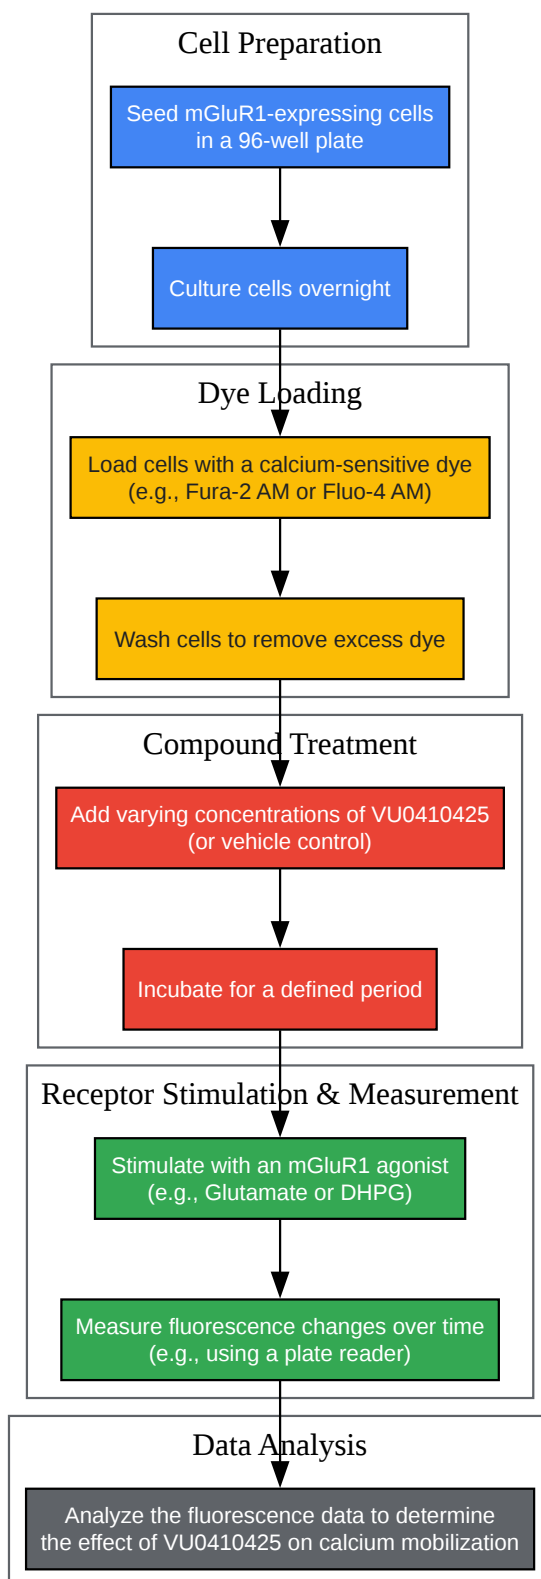 Cell Preparation
Seed mGluR1-expressing cells
in a 96-well plate
Culture cells overnight
Dye Loading
Load cells with a calcium-sensitive dye
(e.g., Fura-2 AM or Fluo-4 AM)
Wash cells to remove excess dye
Compound Treatment
Add varying concentrations of VU0410425
(or vehicle control)
Incubate for a defined period
Receptor Stimulation & Measurement
Stimulate with an mGluR1 agonist
(e.g., Glutamate or DHPG)
Measure fluorescence changes over time
(e.g., using a plate reader)
Data Analysis
Analyze the fluorescence data to determine
the effect of VU0410425 on calcium mobilization